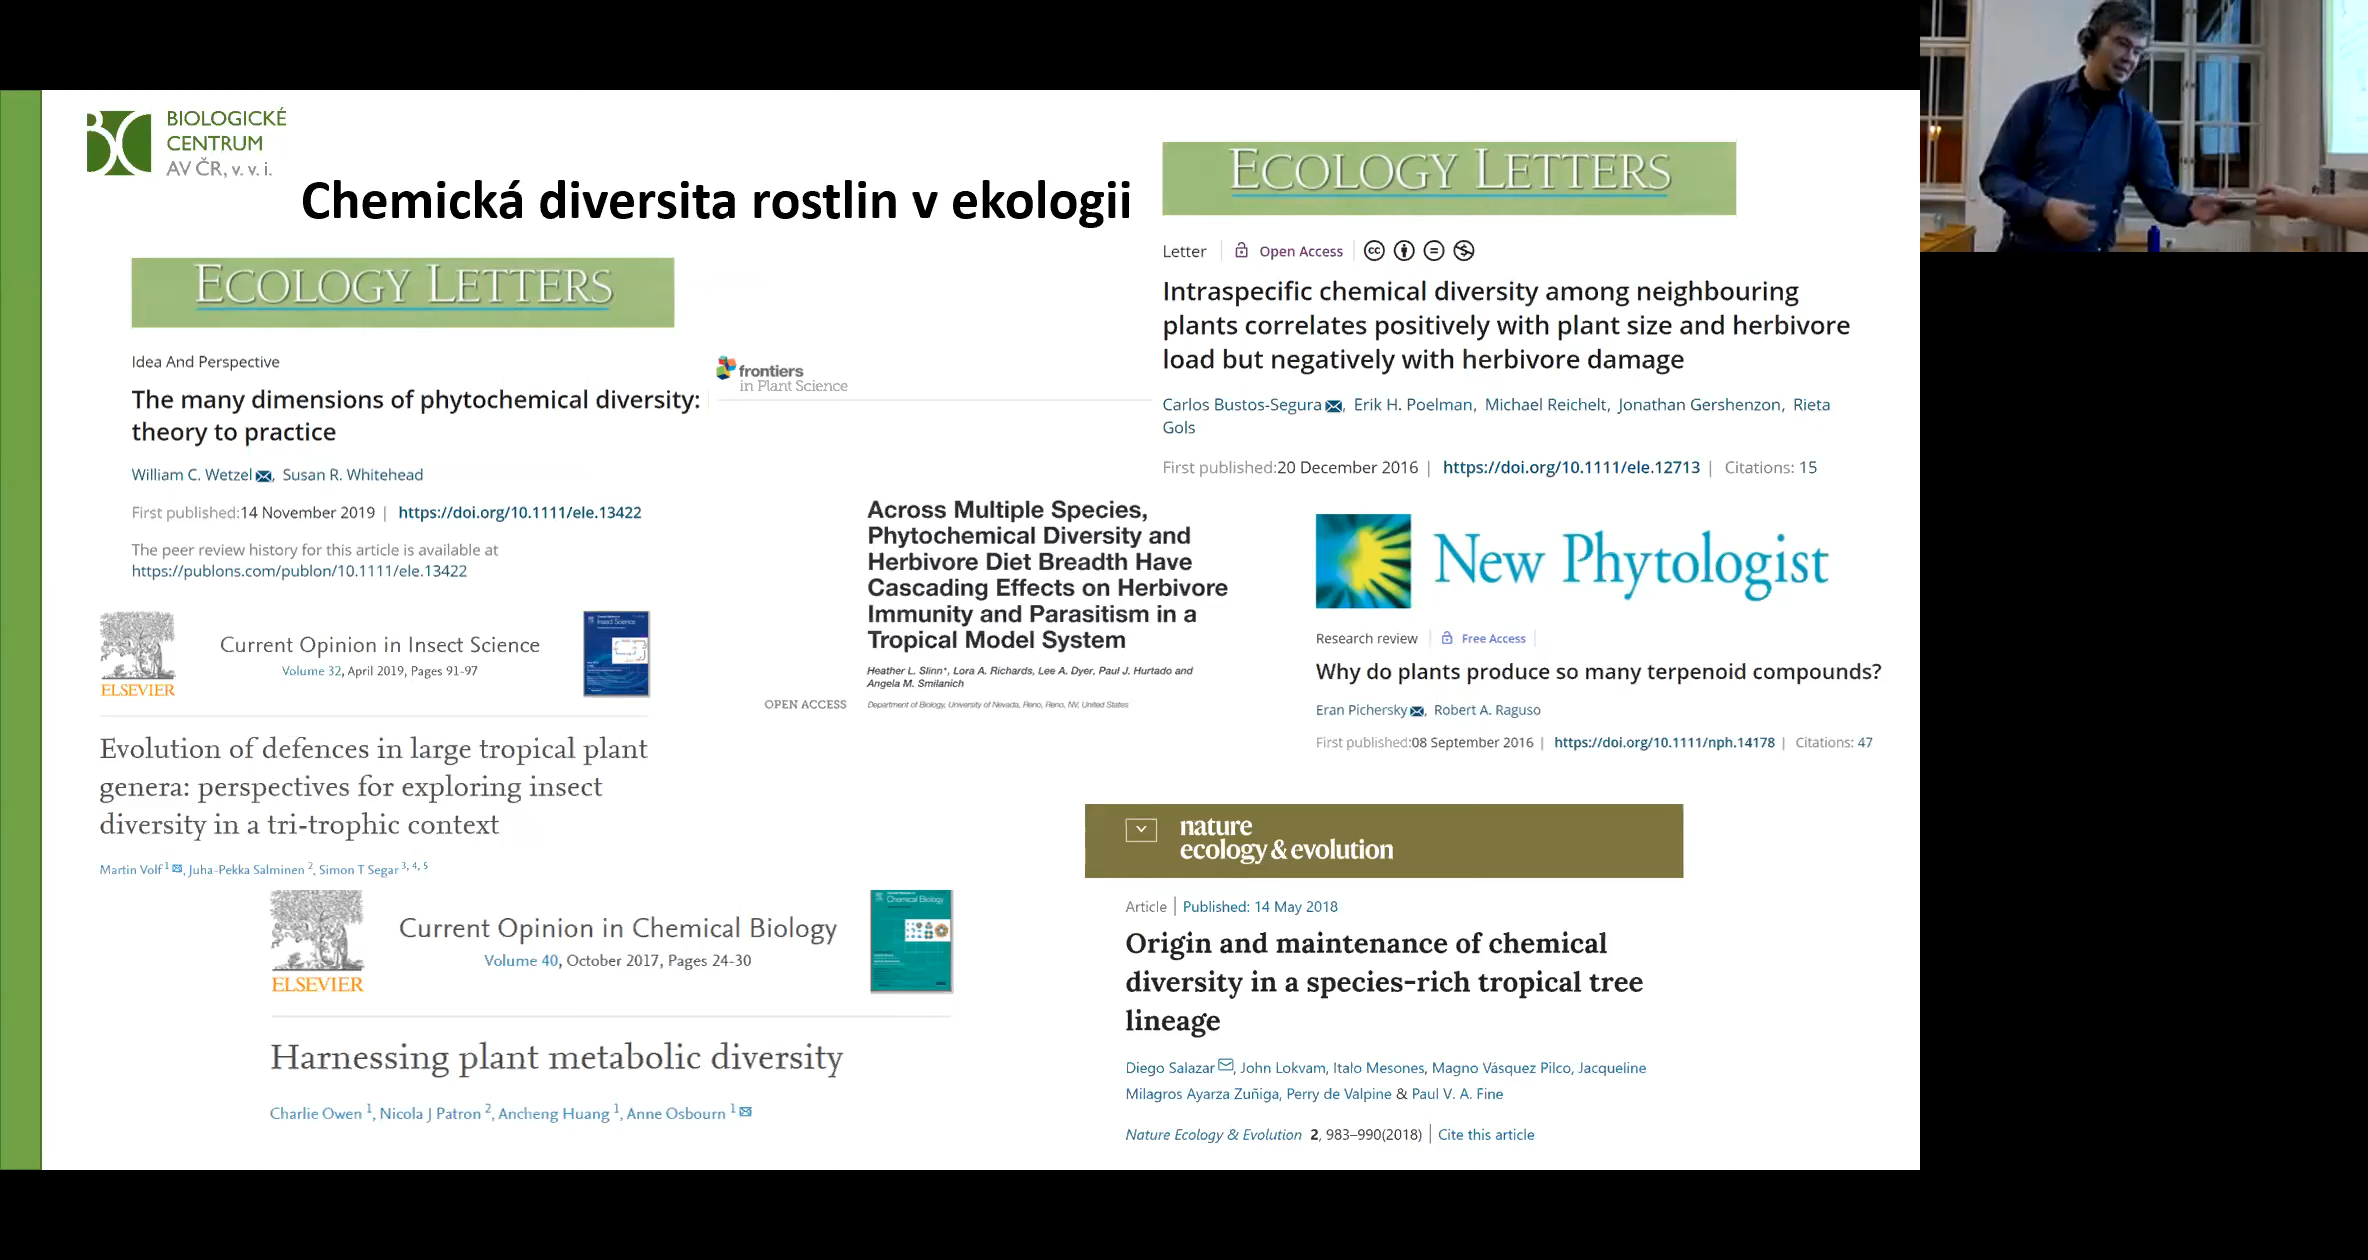 BIOLOGICKÉ
CENTRUM
AV ČR, v. v. i.
Chemická diversita rostlin v ekologii
ECOLOGY LETTERS
Idea And Perspective
The many dimensions of phytochemical diversity:
theory to practice
William C. Wetzel, Susan R. Whitehead
First published:14 November 2019 | https://doi.org/10.1111/ele.13422
The peer review history for this article is available at
https://publons.com/publon/10.1111/ele.13422
frontiers
in Plant Science
ECOLOGY LETTERS
Letter | Open Access
Intraspecific chemical diversity among neighbouring
plants correlates positively with plant size and herbivore
load but negatively with herbivore damage
Carlos Bustos-Segura, Erik H. Poelman, Michael Reichelt, Jonathan Gershenzon, Rieta
Gols
First published:20 December 2016 | https://doi.org/10.1111/ele.12713 | Citations: 15
Across Multiple Species,
Phytochemical Diversity and
Herbivore Diet Breadth Have
Cascading Effects on Herbivore
Immunity and Parasitism in a
Tropical Model System
Heather L. Slinn*, Lora A. Richards, Lee A. Dyer, Paul J. Hurtado and
Angela M. Smilanich
OPEN ACCESS
Department of Biology, University of Nevada, Reno, Reno, NV, United States
New Phytologist
Research review | Free Access
Why do plants produce so many terpenoid compounds?
Eran Pichersky, Robert A. Raguso
First published:08 September 2016 | https://doi.org/10.1111/nph.14178 | Citations: 47
ELSEVIER
Current Opinion in Insect Science
Volume 32, April 2019, Pages 91-97
Evolution of defences in large tropical plant
genera: perspectives for exploring insect
diversity in a tri-trophic context
Martin Volf 1, Juha-Pekka Salminen 2, Simon T Segar 3, 4, 5
ELSEVIER
Current Opinion in Chemical Biology
Volume 40, October 2017, Pages 24-30
Chemical Biology
Harnessing plant metabolic diversity
Charlie Owen 1, Nicola J Patron 2, Ancheng Huang 1, Anne Osbourn 1
nature
ecology & evolution
Article | Published: 14 May 2018
Origin and maintenance of chemical
diversity in a species-rich tropical tree
lineage
Diego Salazar, John Lokvam, Italo Mesones, Magno Vásquez Pilco, Jacqueline
Milagros Ayarza Zuñiga, Perry de Valpine & Paul V. A. Fine
Nature Ecology & Evolution 2, 983–990(2018) | Cite this article